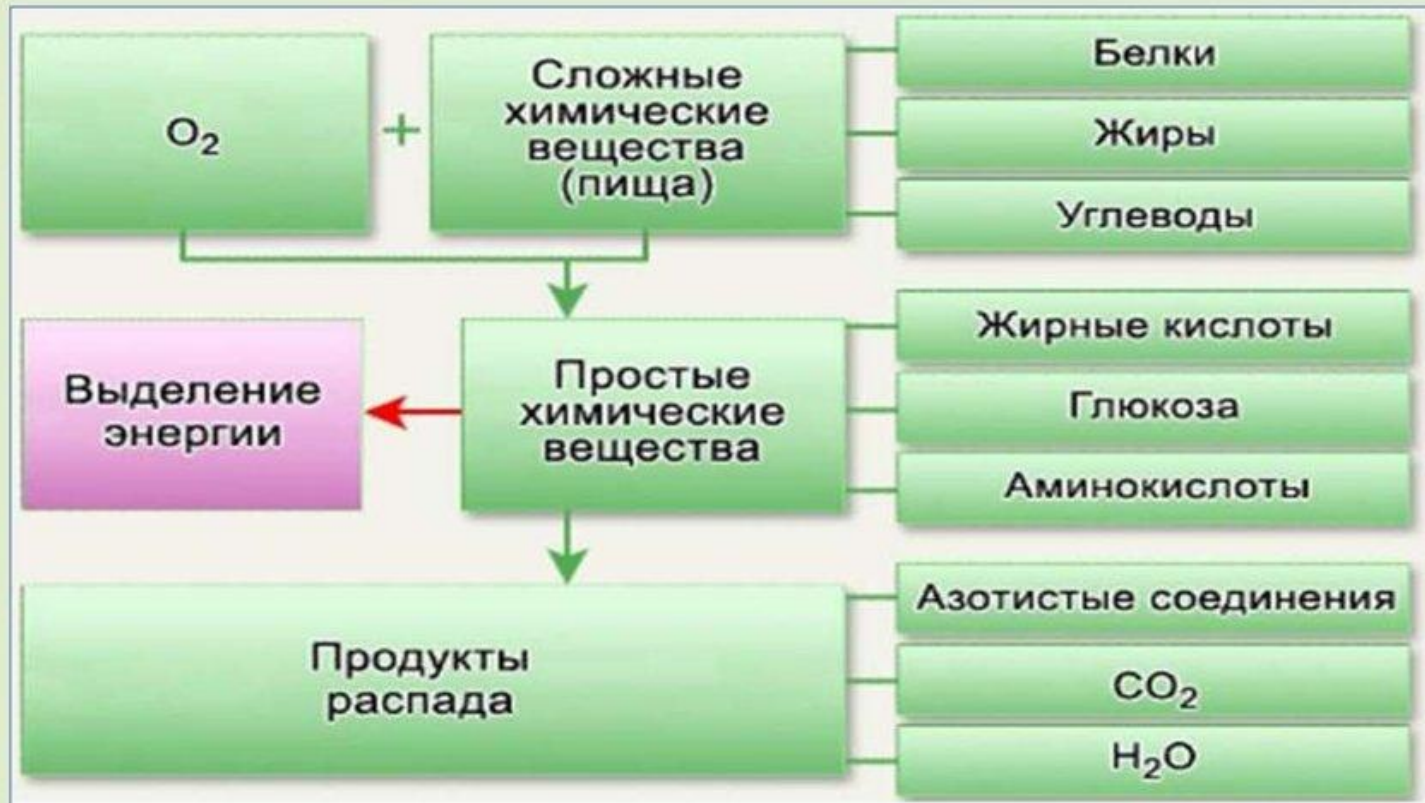 O₂
+
Сложные
химические
вещества
(пища)
Белки
Жиры
Углеводы
Выделение
энергии
Простые
химические
вещества
Жирные кислоты
Глюкоза
Аминокислоты
Продукты
распада
Азотистые соединения
CO₂
H₂O